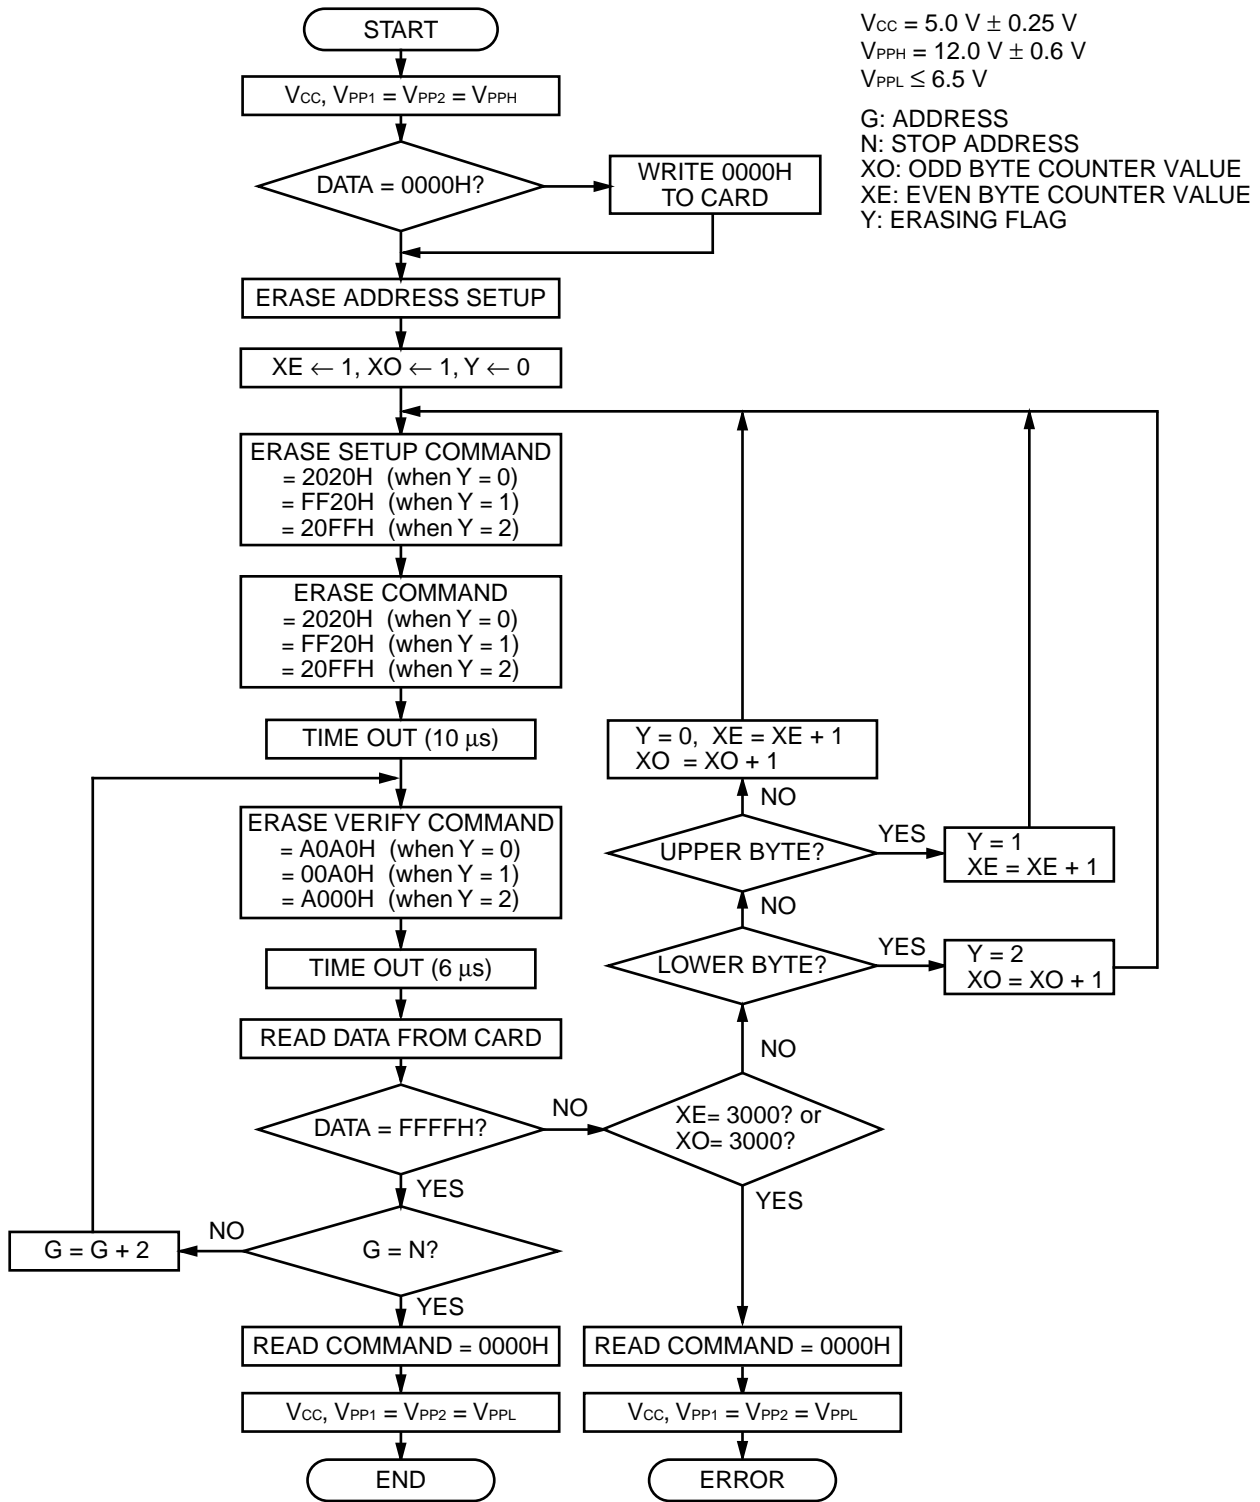 START
VCC, VPP1 = VPP2 = VPPH
DATA = 0000H?
WRITE 0000H
TO CARD
VCC = 5.0 V ± 0.25 V
VPPH = 12.0 V ± 0.6 V
VPPL ≤ 6.5 V
G: ADDRESS
N: STOP ADDRESS
XO: ODD BYTE COUNTER VALUE
XE: EVEN BYTE COUNTER VALUE
Y: ERASING FLAG
ERASE ADDRESS SETUP
XE ← 1, XO ← 1, Y ← 0
ERASE SETUP COMMAND
= 2020H (when Y = 0)
= FF20H (when Y = 1)
= 20FFH (when Y = 2)
ERASE COMMAND
= 2020H (when Y = 0)
= FF20H (when Y = 1)
= 20FFH (when Y = 2)
TIME OUT (10 µs)
ERASE VERIFY COMMAND
= A0A0H (when Y = 0)
= 00A0H (when Y = 1)
= A000H (when Y = 2)
TIME OUT (6 µs)
READ DATA FROM CARD
DATA = FFFFH?
NO
YES
G = N?
NO
G = G + 2
YES
READ COMMAND = 0000H
VCC, VPP1 = VPP2 = VPPL
END
Y = 0, XE = XE + 1
XO = XO + 1
NO
UPPER BYTE?
YES
Y = 1
XE = XE + 1
NO
LOWER BYTE?
YES
Y = 2
XO = XO + 1
NO
XE= 3000? or
XO= 3000?
YES
READ COMMAND = 0000H
VCC, VPP1 = VPP2 = VPPL
ERROR